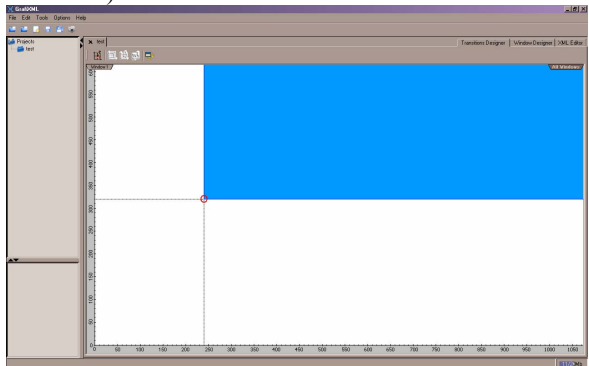 GrafiXML
File Edit Tools Options Help
Projects
test
test
Transitions Designer Window Designer XML Editor
Window1
All Windows
600
550
500
450
400
350
300
250
200
150
100
50
0
0 50 100 150 200 250 300 350 400 450 500 550 600 650 700 750 800 850 900 950 1000 1050